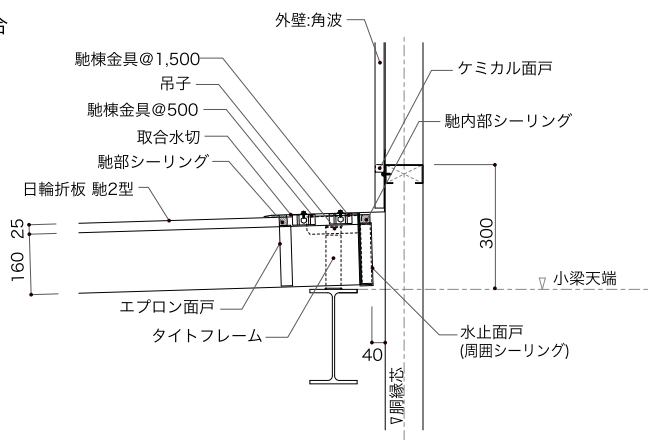 合
外壁:角波
馳棟金具@1,500
吊子
馳棟金具@500
取合水切
馳部シーリング
日輪折板 馳2型
ケミカル面戸
馳内部シーリング
25
160
300
小梁天端
エプロン面戸
タイトフレーム
水止面戸
(周囲シーリング)
40
胴縁芯